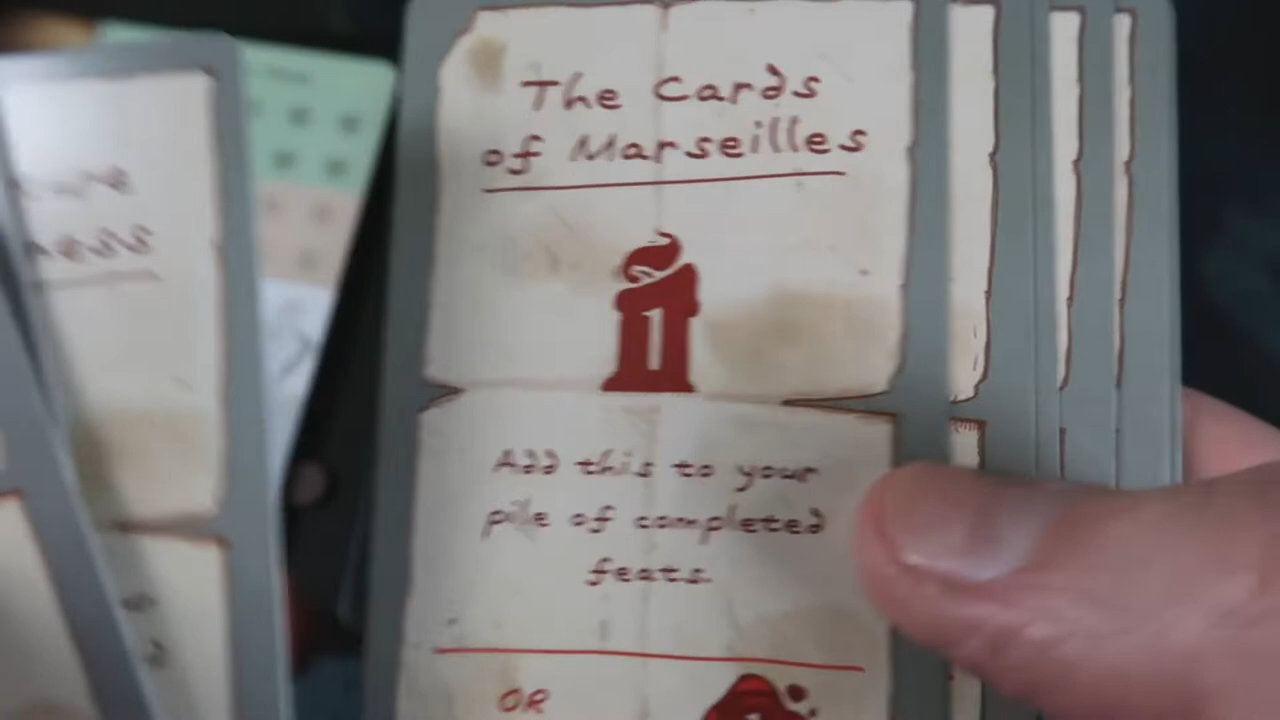 The Cards
of Marseilles
1
Add this to your
pile of completed
feats.
OR